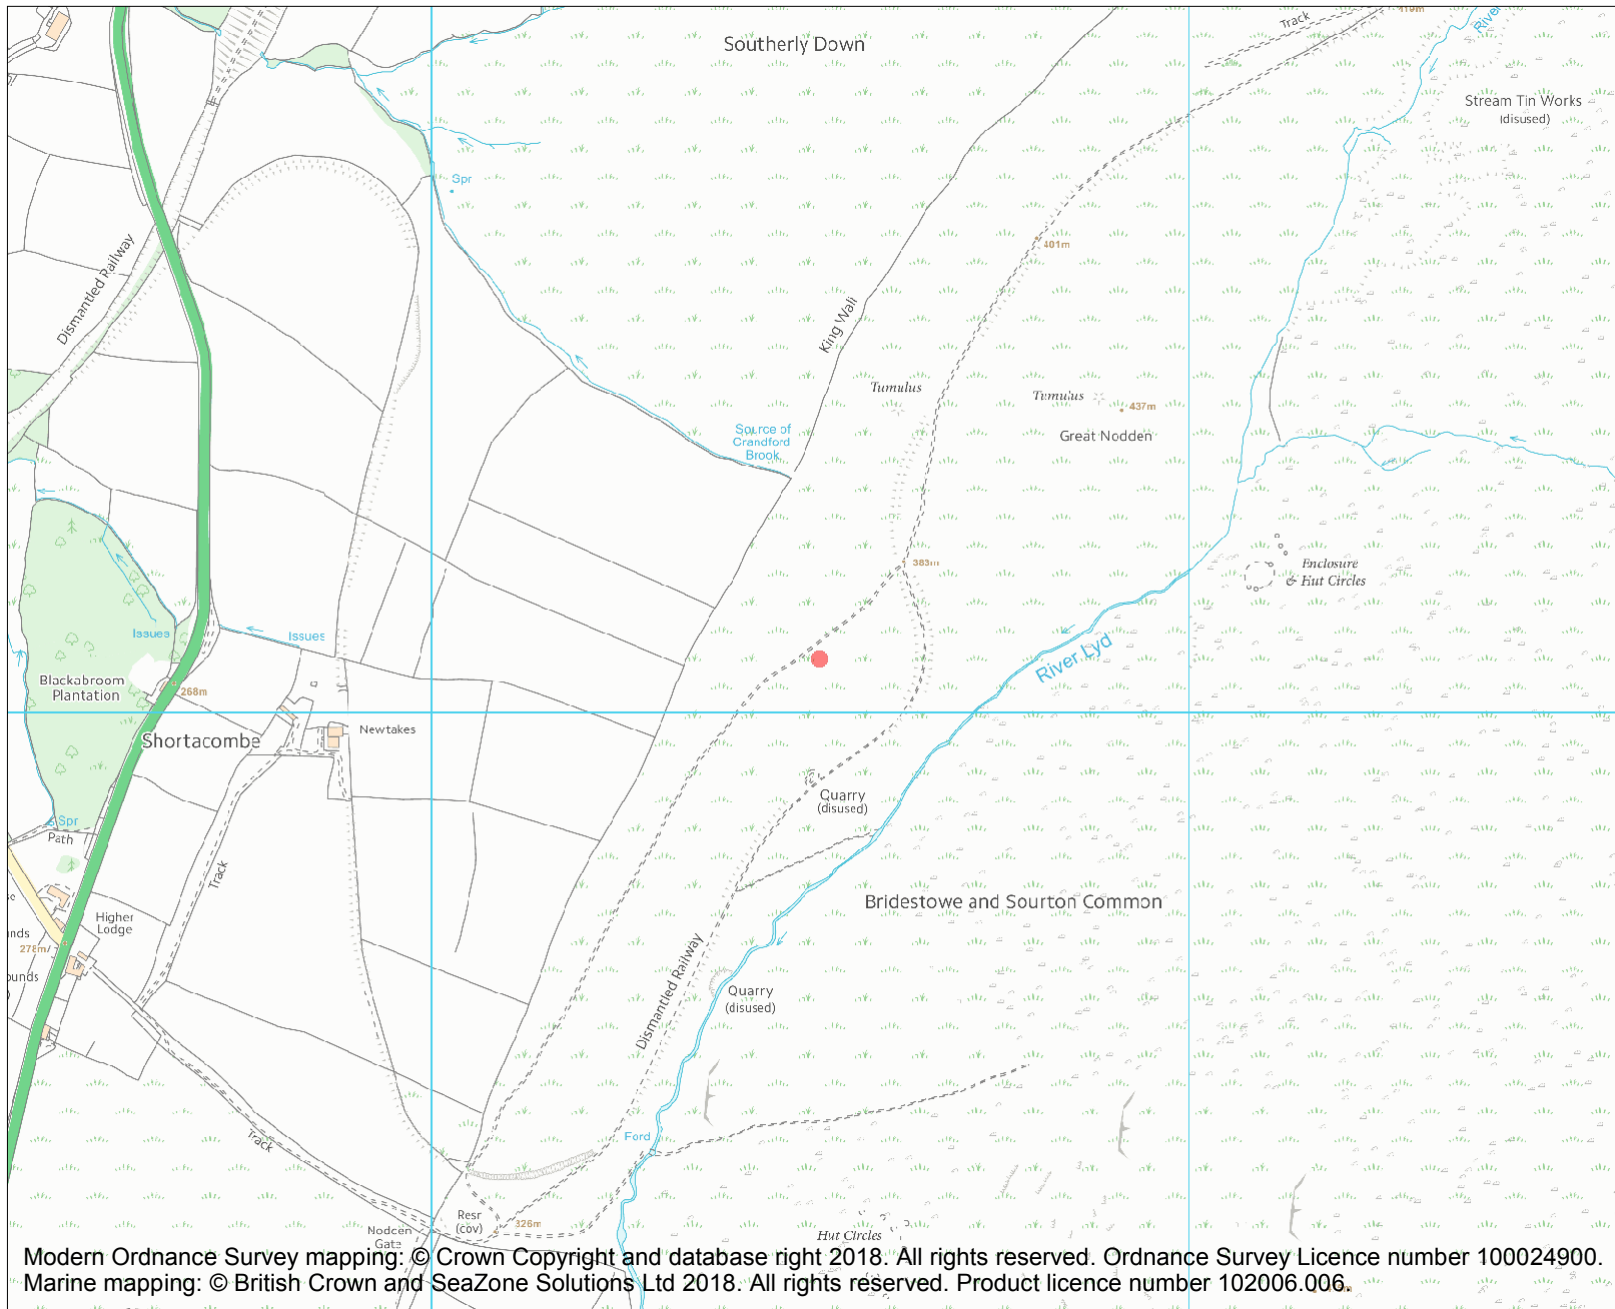 Track
419m
River
Southerly Down
Stream Tin Works
(disused)
Spr
Dismantled Railway
401m
King Wall
Tumulus
Tumulus
437m
Great Nodden
Source of
Crandford
Brook
383m
Enclosure
& Hut Circles
Issues
Issues
River Lyd
Blackabroom
Plantation
268m
Shortacombe
Newtakes
Quarry
(disused)
Spr
Path
Track
Bridestowe and Sourton Common
Higher
Lodge
nds
278m
ounds
Dismantled Railway
Quarry
(disused)
Track
Ford
Resr
(cov)
326m
Nodden
Gate
Hut Circles
Modern Ordnance Survey mapping: © Crown Copyright and database right 2018. All rights reserved. Ordnance Survey Licence number 100024900.
Marine mapping: © British Crown and SeaZone Solutions Ltd 2018. All rights reserved. Product licence number 102006.006.